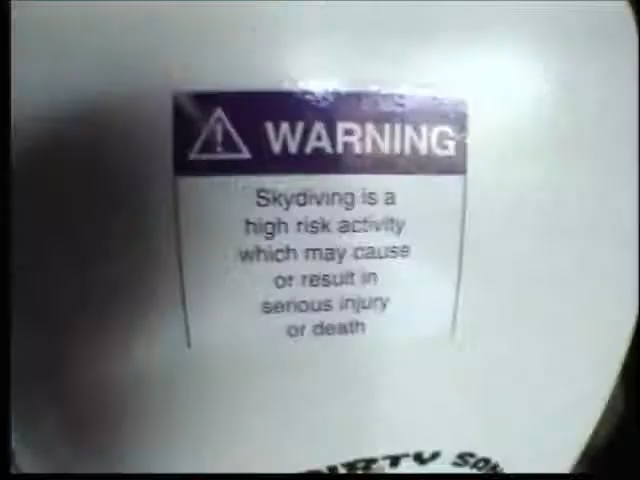 WARNING
Skydiving is a
high risk activity
which may cause
or result in
serious injury
or death